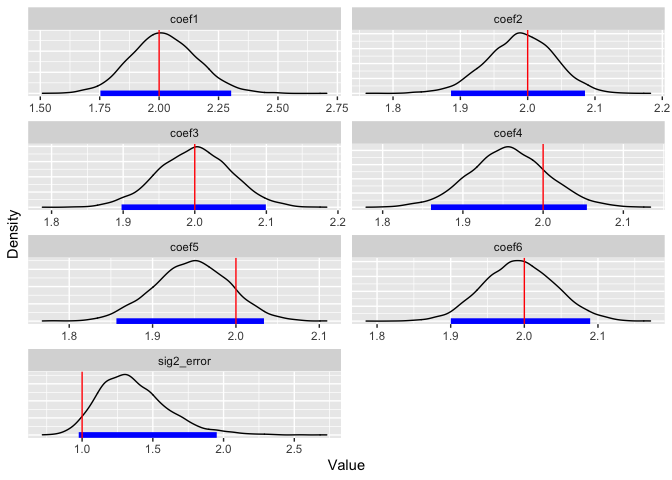 coef1
coef2
1.50 1.75 2.00 2.25 2.50 2.75
1.8 1.9 2.0 2.1 2.2
coef3
coef4
1.8 1.9 2.0 2.1 2.2
1.8 1.9 2.0 2.1
coef5
coef6
1.8 1.9 2.0 2.1
1.8 1.9 2.0 2.1
sig2_error
1.0 1.5 2.0 2.5
Density
Value